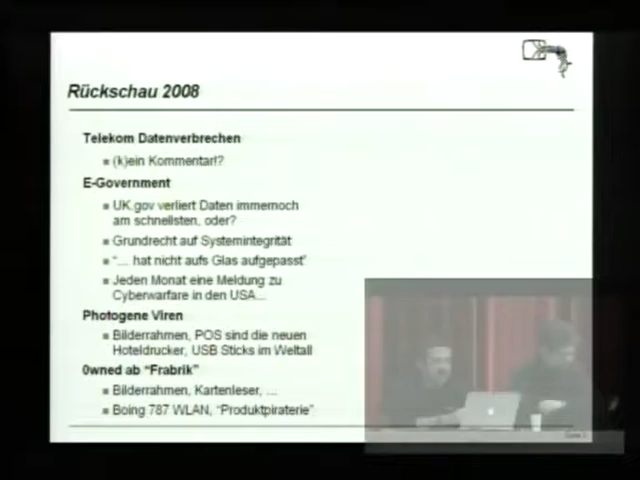 Rückschau 2008
Telekom Datenverbrechen
(k)ein Kommentar!?
E-Government
UK.gov verliert Daten immernoch
am schnellsten, oder?
Grundrecht auf Systemintegrität
"... hat nicht aufs Glas aufgepasst"
Jeden Monat eine Meldung zu
Cyberwarfare in den USA...
Photogene Viren
Bilderrahmen, POS sind die neuen
Hoteldrucker, USB Sticks im Weltall
0wned ab "Frabrik"
Bilderrahmen, Kartenleser, ...
Boing 787 WLAN, "Produktpiraterie"